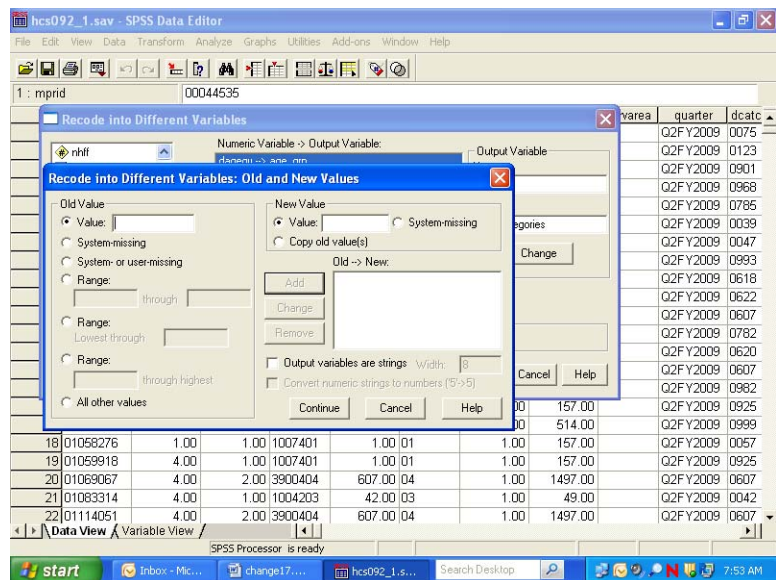 hcs092_1.sav - SPSS Data Editor
File Edit View Data Transform Analyze Graphs Utilities Add-ons Window Help
1 : mprid 00044535
Recode into Different Variables
varea quarter dcatc
nhff
Numeric Variable -> Output Variable:
Output Variable
dagequ --> age_grp
Recode into Different Variables: Old and New Values
Old Value
Value:
System-missing
System- or user-missing
Range:
through
Range:
Lowest through
Range:
through highest
All other values
New Value
Value: System-missing
Copy old value(s)
Old --> New:
Add
Change
Remove
Output variables are strings Width: 8
Convert numeric strings to numbers ('5'->5)
Continue Cancel Help
egories
Change
Cancel Help
Q2FY2009 0075
Q2FY2009 0123
Q2FY2009 0901
Q2FY2009 0968
Q2FY2009 0785
Q2FY2009 0039
Q2FY2009 0047
Q2FY2009 0993
Q2FY2009 0618
Q2FY2009 0622
Q2FY2009 0607
Q2FY2009 0782
Q2FY2009 0620
Q2FY2009 0607
Q2FY2009 0982
00 157.00 Q2FY2009 0925
00 514.00 Q2FY2009 0999
18 01058276 1.00 1.00 1007401 1.00 01 1.00 157.00 Q2FY2009 0057
19 01059918 4.00 1.00 1007401 1.00 01 1.00 157.00 Q2FY2009 0925
20 01069067 4.00 2.00 3900404 607.00 04 1.00 1497.00 Q2FY2009 0607
21 01083314 4.00 1.00 1004203 42.00 03 1.00 49.00 Q2FY2009 0042
22 01114051 4.00 2.00 3900404 607.00 04 1.00 1497.00 Q2FY2009 0607
Data View Variable View
SPSS Processor is ready
start Inbox - Mic... change17.... hcs092_1.s... Search Desktop N 7:53 AM